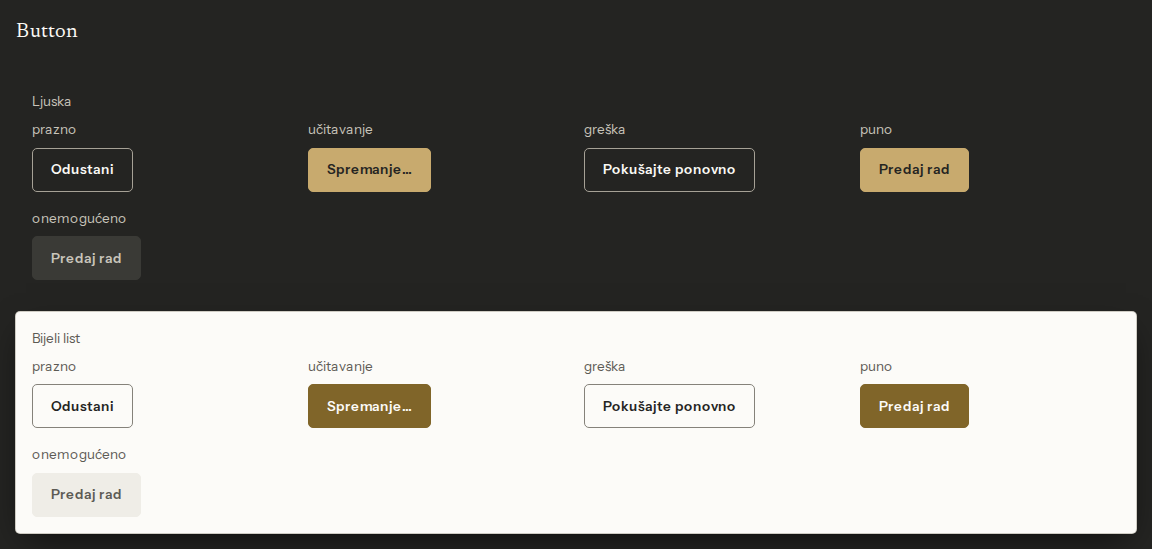 Button
Ljuska
prazno učitavanje greška puno
Odustani Spremanje… Pokušajte ponovno Predaj rad
onemogućeno
Predaj rad
Bijeli list
prazno učitavanje greška puno
Odustani Spremanje… Pokušajte ponovno Predaj rad
onemogućeno
Predaj rad